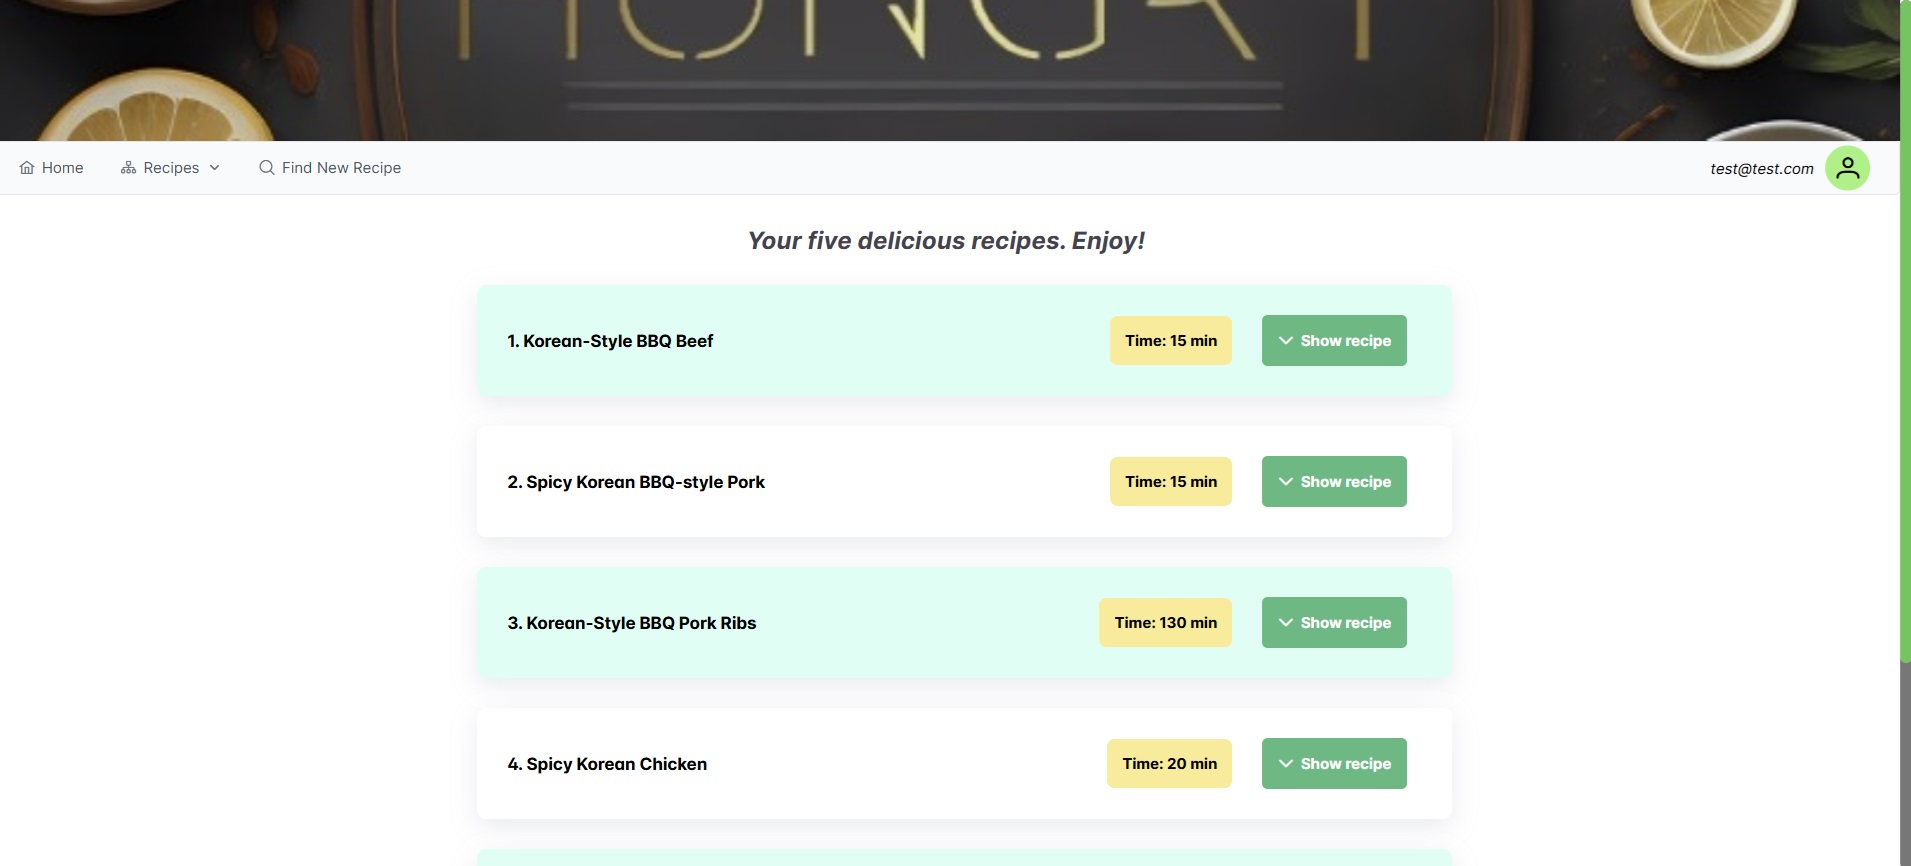 HUNGRY
Home Recipes Find New Recipe test@test.com
Your five delicious recipes. Enjoy!
1. Korean-Style BBQ Beef Time: 15 min Show recipe
2. Spicy Korean BBQ-style Pork Time: 15 min Show recipe
3. Korean-Style BBQ Pork Ribs Time: 130 min Show recipe
4. Spicy Korean Chicken Time: 20 min Show recipe